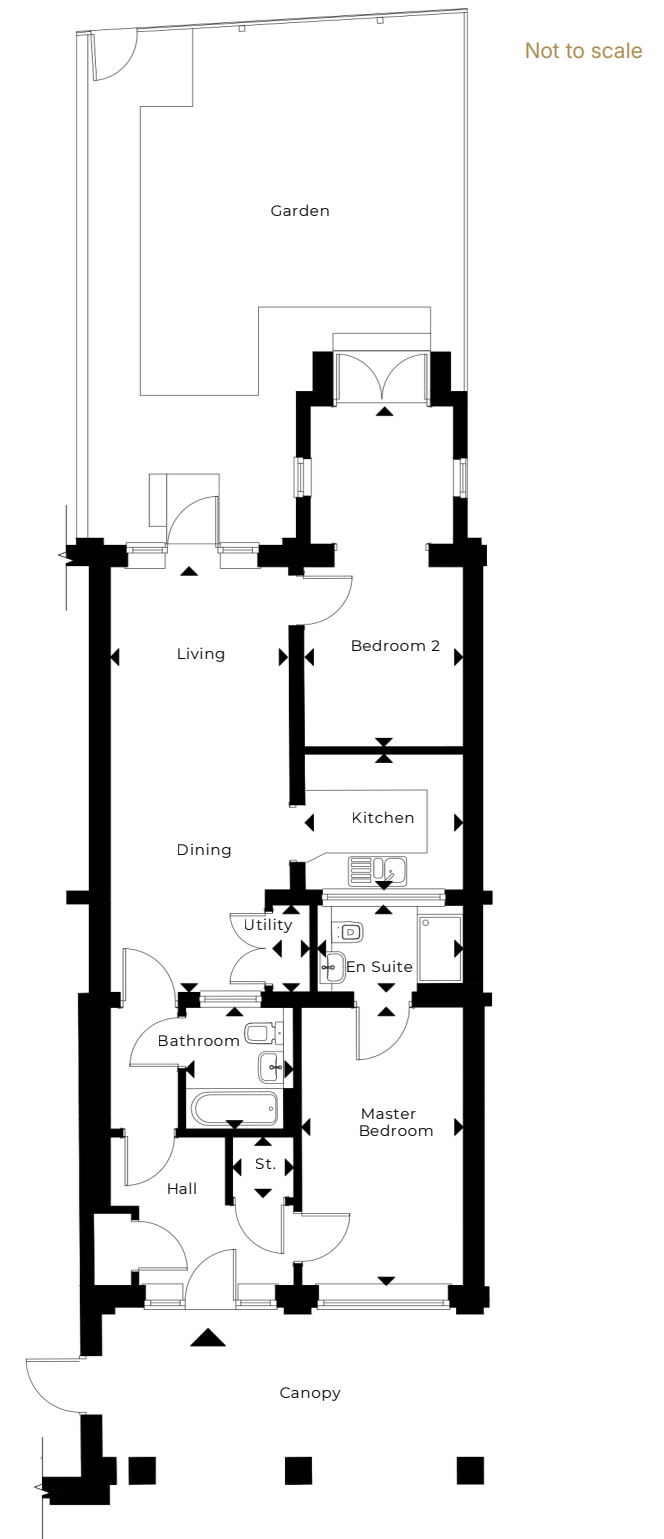 Not to scale
Garden
Living
Bedroom 2
Kitchen
Dining
Utility
En Suite
Bathroom
Master
Bedroom
St.
Hall
Canopy